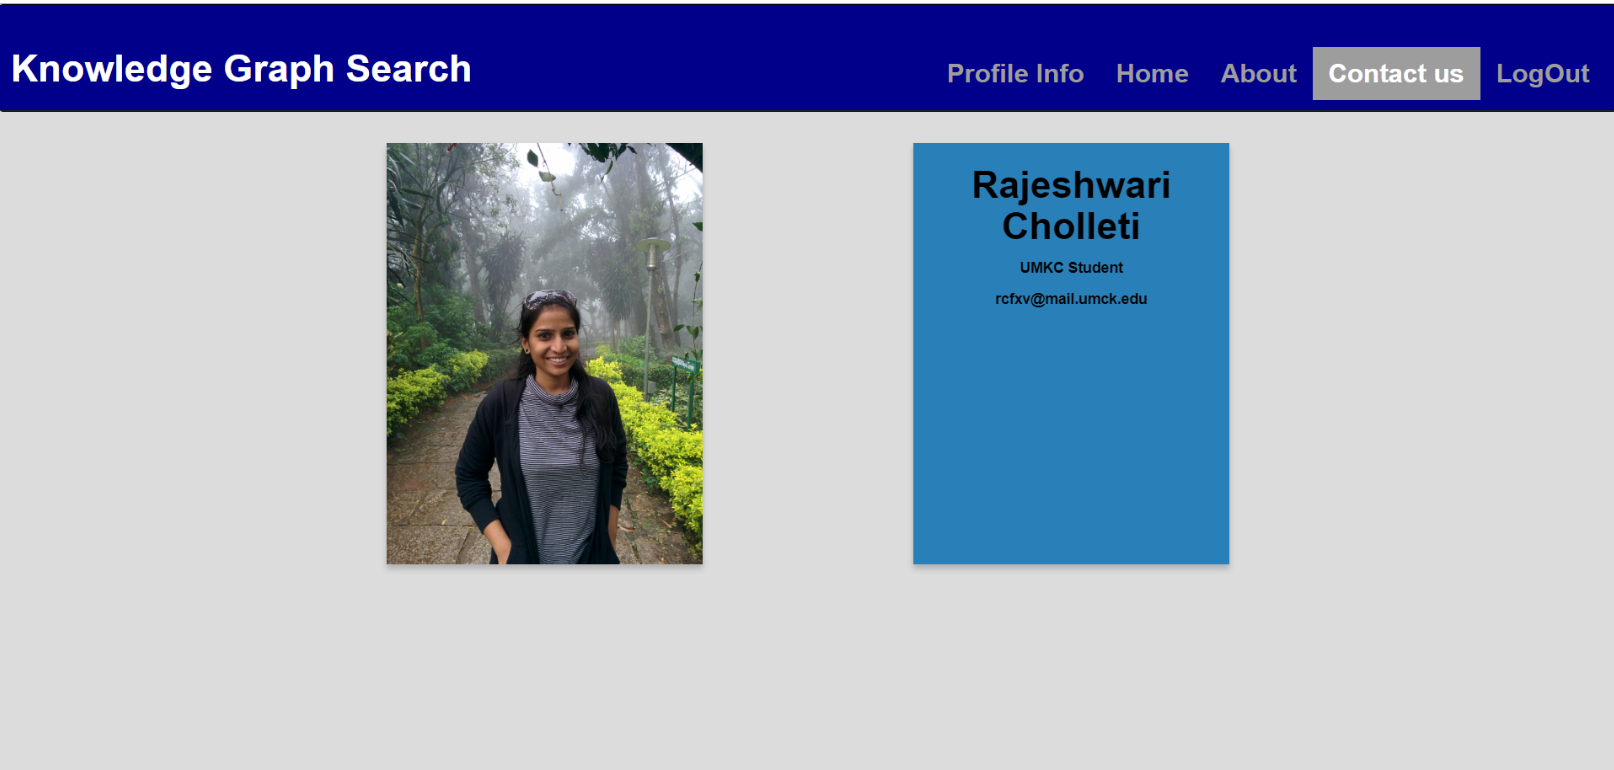 Knowledge Graph Search
Profile Info Home About Contact us LogOut
Rajeshwari
Cholleti
UMKC Student
rcfxv@mail.umck.edu